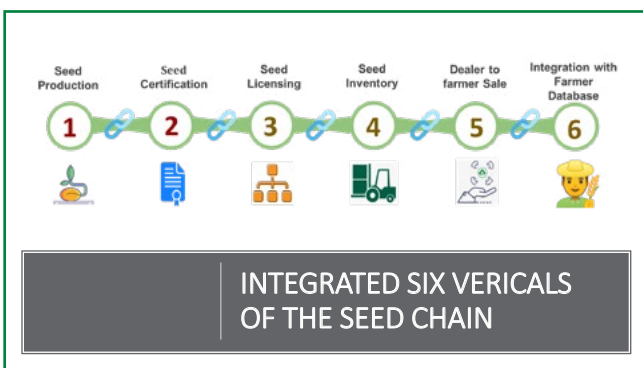 Seed
Production
Seed
Certification
Seed
Licensing
Seed
Inventory
Dealer to
farmer Sale
Integration with
Farmer
Database
1
2
3
4
5
6
INTEGRATED SIX VERICALS
OF THE SEED CHAIN